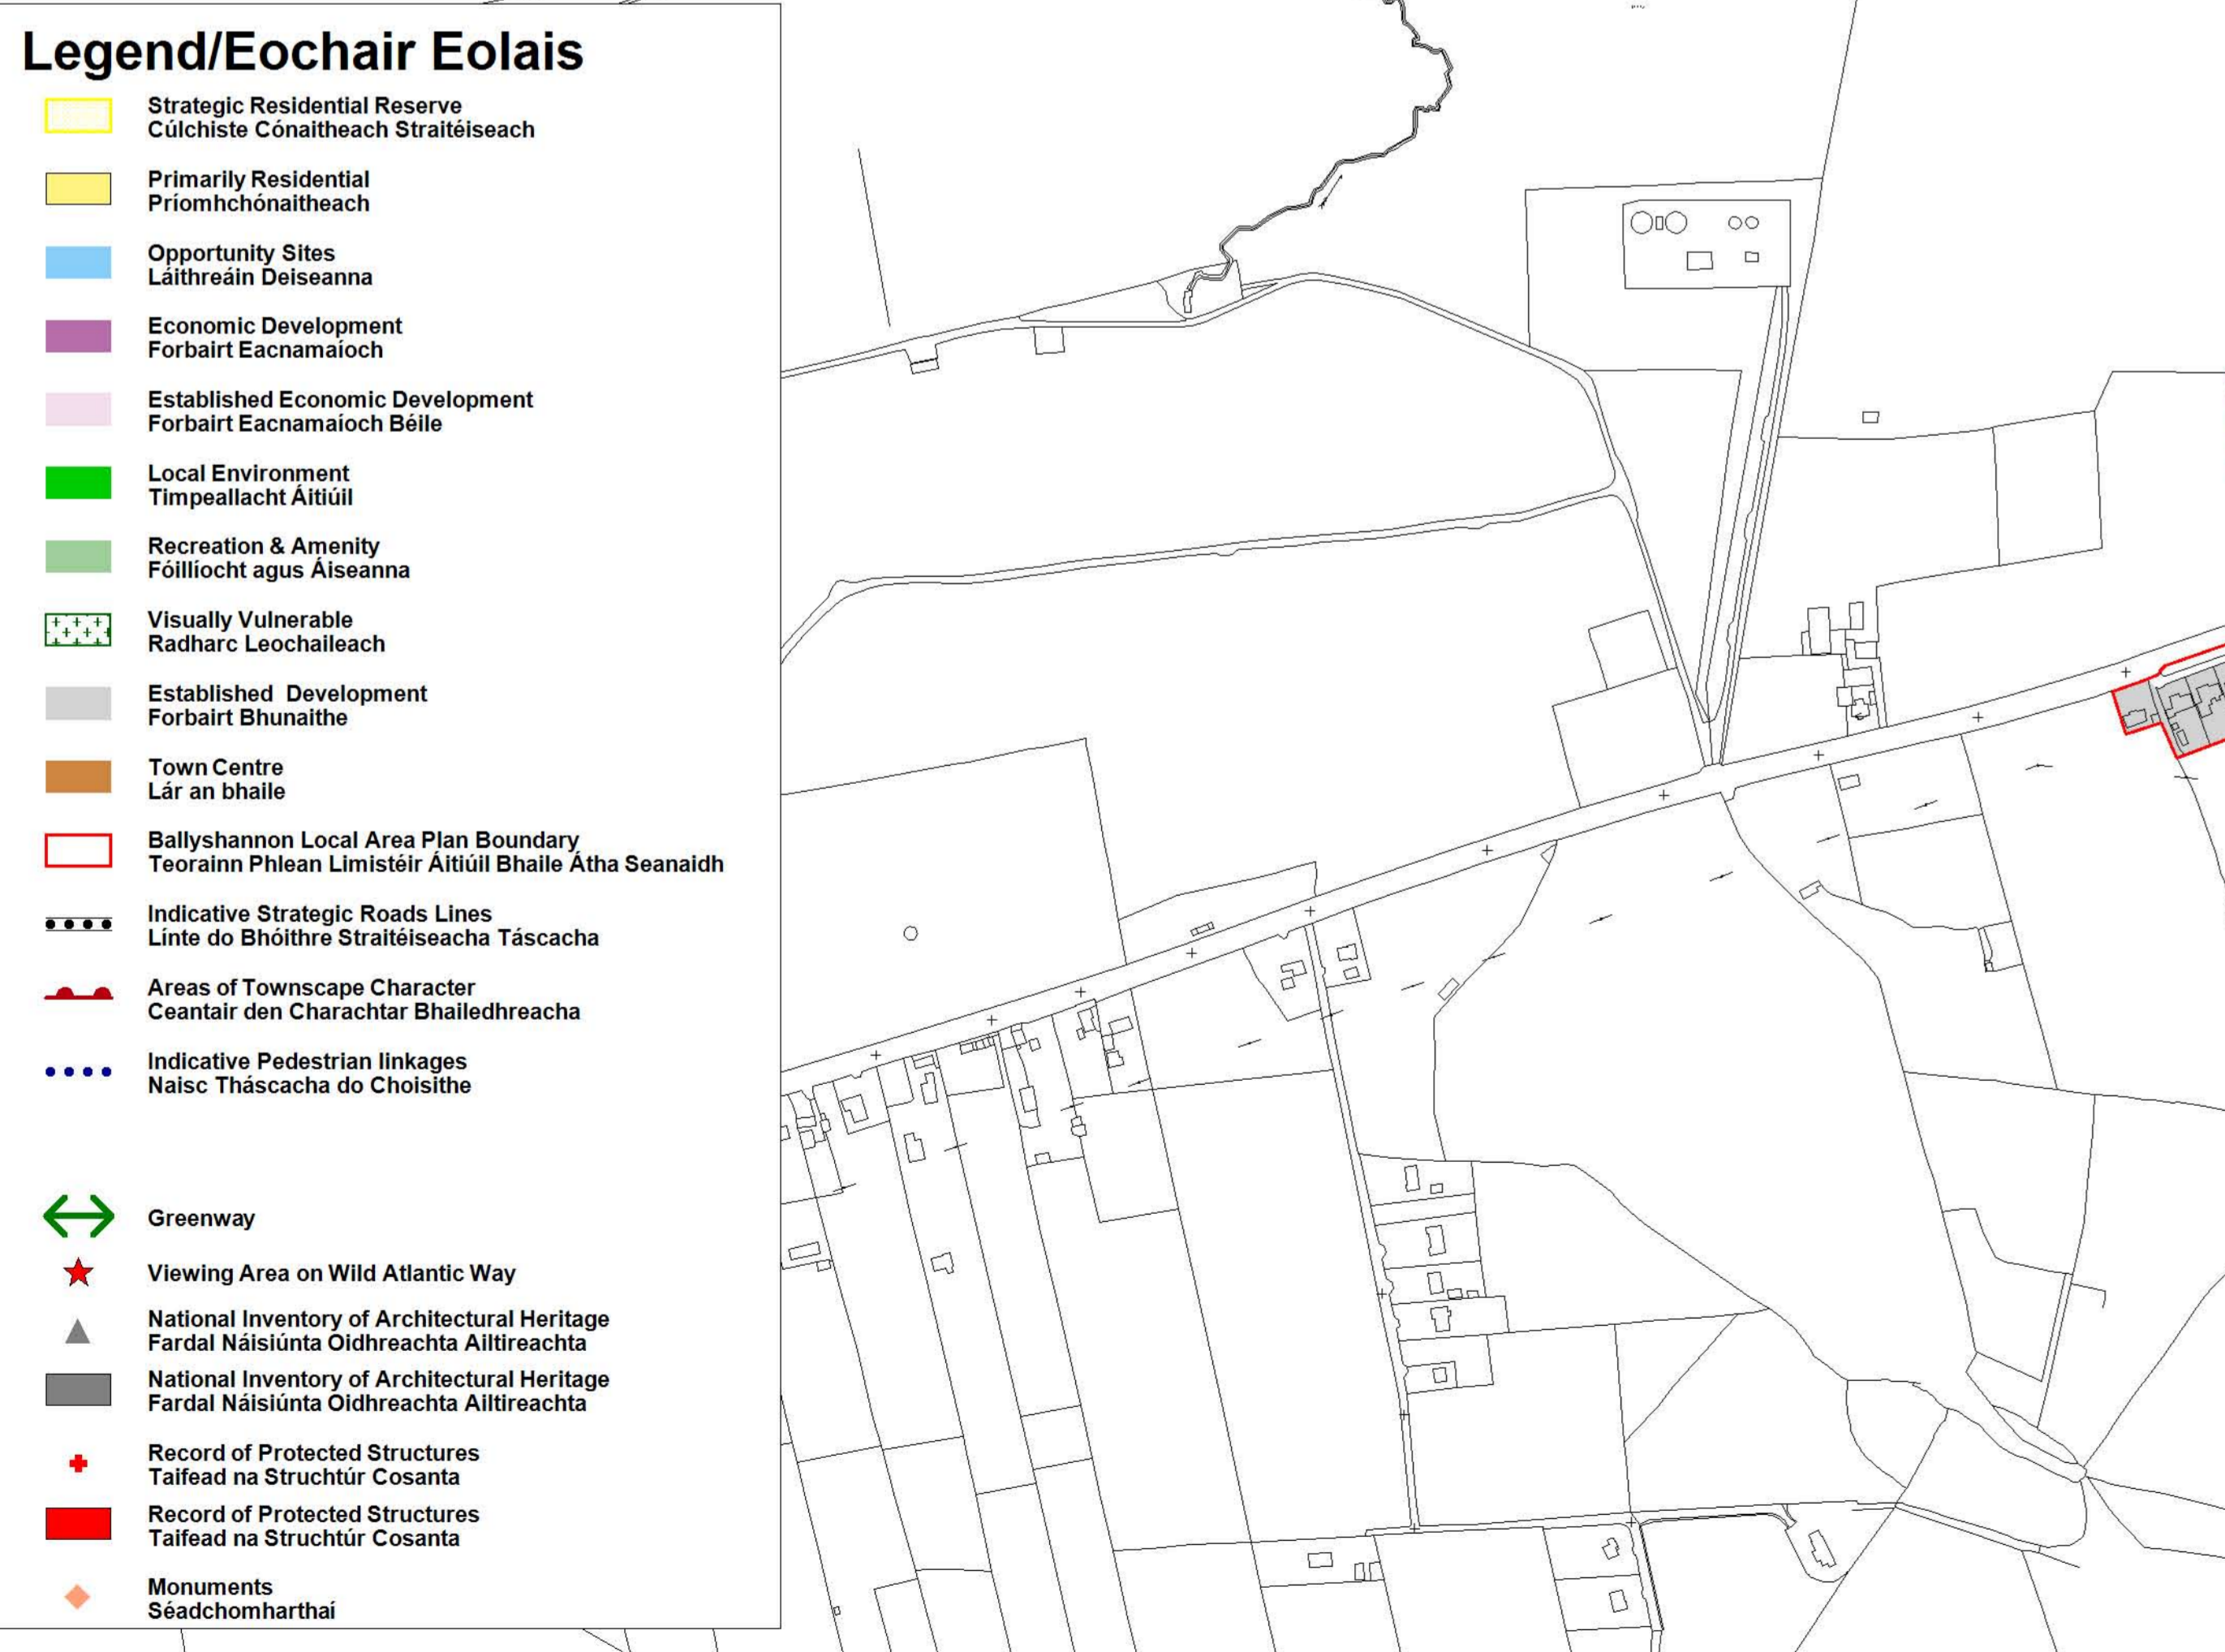 Legend/Eochair Eolais
Strategic Residential Reserve
Cúlchiste Cónaitheach Straitéiseach
Primarily Residential
Príomhchónaitheach
Opportunity Sites
Láithreáin Deiseanna
Economic Development
Forbairt Eacnamaíoch
Established Economic Development
Forbairt Eacnamaíoch Béile
Local Environment
Timpeallacht Áitiúil
Recreation & Amenity
Fóillíocht agus Áiseanna
Visually Vulnerable
Radharc Leochaileach
Established Development
Forbairt Bhunaithe
Town Centre
Lár an bhaile
Ballyshannon Local Area Plan Boundary
Teorainn Phlean Limistéir Áitiúil Bhaile Átha Seanaidh
Indicative Strategic Roads Lines
Línte do Bhóithre Straitéiseacha Táscacha
Areas of Townscape Character
Ceantair den Charachtar Bhailedhreacha
Indicative Pedestrian linkages
Naisc Tháscacha do Choisithe
Greenway
Viewing Area on Wild Atlantic Way
National Inventory of Architectural Heritage
Fardal Náisiúnta Oidhreachta Ailtireachta
National Inventory of Architectural Heritage
Fardal Náisiúnta Oidhreachta Ailtireachta
Record of Protected Structures
Taifead na Struchtúr Cosanta
Record of Protected Structures
Taifead na Struchtúr Cosanta
Monuments
Séadchomharthaí